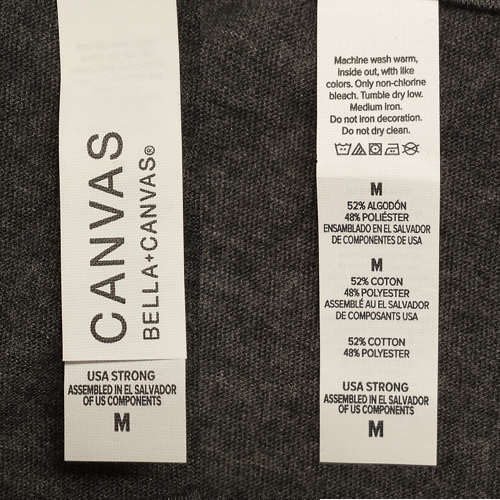 CANVAS
BELLA+CANVAS®
USA STRONG
ASSEMBLED IN EL SALVADOR
OF US COMPONENTS
M
Machine wash warm,
inside out, with like
colors. Only non-chlorine
bleach. Tumble dry low.
Medium iron.
Do not iron decoration.
Do not dry clean.
M
52% ALGODÓN
48% POLIÉSTER
ENSAMBLADO EN EL SALVADOR
DE COMPONENTES DE USA
M
52% COTON
48% POLYESTER
ASSEMBLÉ AU EL SALVADOR
DE COMPOSANTS USA
52% COTTON
48% POLYESTER
USA STRONG
ASSEMBLED IN EL SALVADOR
OF US COMPONENTS
M